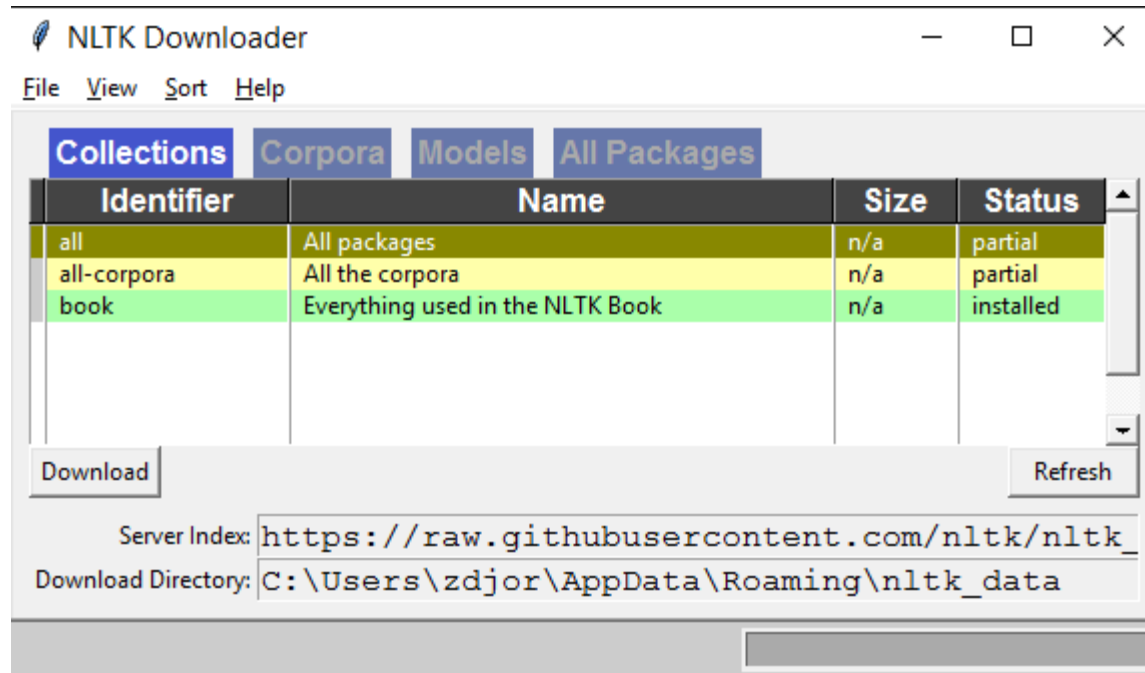 NLTK Downloader
File View Sort Help
Collections Corpora Models All Packages
Identifier Name Size Status
all All packages n/a partial
all-corpora All the corpora n/a partial
book Everything used in the NLTK Book n/a installed
Download Refresh
Server Index: https://raw.githubusercontent.com/nltk/nltk_
Download Directory: C:\Users\zdjor\AppData\Roaming\nltk_data